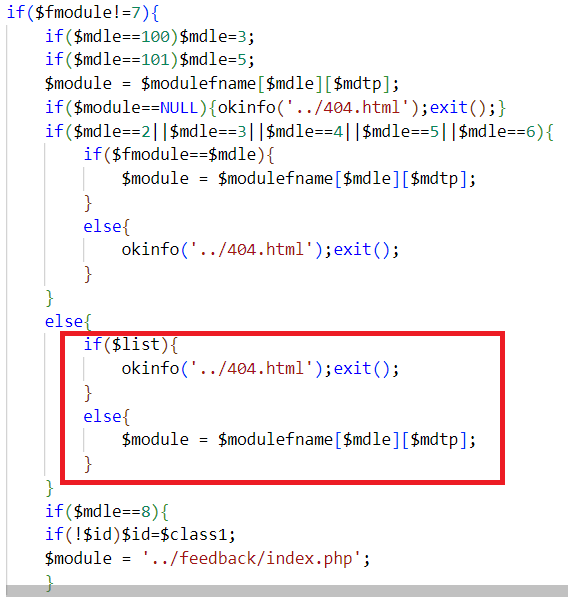 if($fmodule!=7){
if($mdle==100)$mdle=3;
if($mdle==101)$mdle=5;
$module = $modulefname[$mdle][$mdtp];
if($module==NULL){okinfo('../404.html');exit();}
if($mdle==2||$mdle==3||$mdle==4||$mdle==5||$mdle==6){
if($fmodule==$mdle){
$module = $modulefname[$mdle][$mdtp];
}
else{
okinfo('../404.html');exit();
}
}
else{
if($list){
okinfo('../404.html');exit();
}
else{
$module = $modulefname[$mdle][$mdtp];
}
}
if($mdle==8){
if(!$id)$id=$class1;
$module = '../feedback/index.php';
}